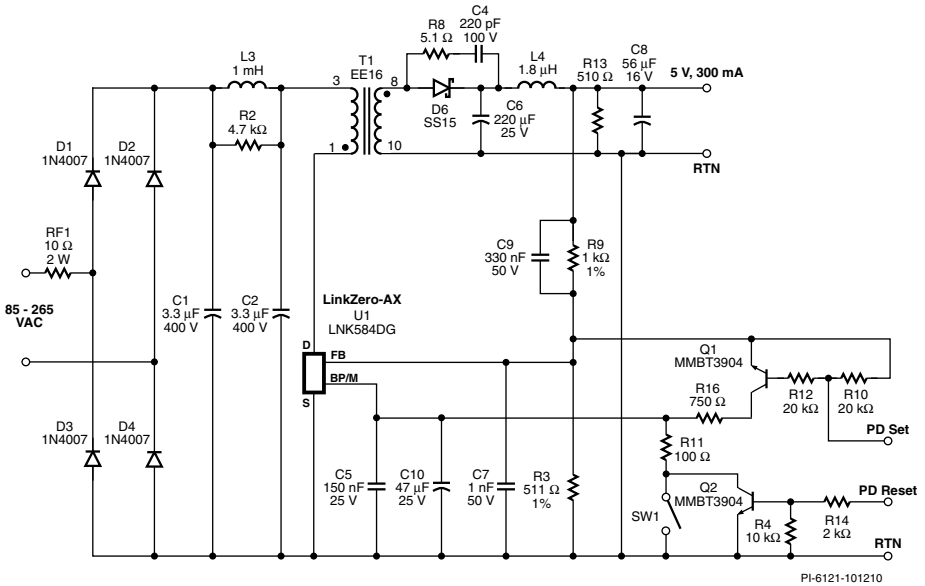 C4
220 pF
100 V
R8
5.1 Ω
L3
1 mH
T1
EE16
L4
1.8 µH
R13
510 Ω
C8
56 µF
16 V
5 V, 300 mA
3
8
R2
4.7 kΩ
D6
SS15
C6
220 µF
25 V
D1
1N4007
D2
1N4007
1
10
RTN
RF1
10 Ω
2 W
C9
330 nF
50 V
R9
1 kΩ
1%
85 - 265
VAC
C1
3.3 µF
400 V
C2
3.3 µF
400 V
LinkZero-AX
U1
LNK584DG
D
FB
BP/M
S
Q1
MMBT3904
R16
750 Ω
R12
20 kΩ
R10
20 kΩ
PD Set
D3
1N4007
D4
1N4007
R11
100 Ω
C5
150 nF
25 V
C10
47 µF
25 V
C7
1 nF
50 V
R3
511 Ω
1%
Q2
MMBT3904
PD Reset
SW1
R4
10 kΩ
R14
2 kΩ
RTN
PI-6121-101210